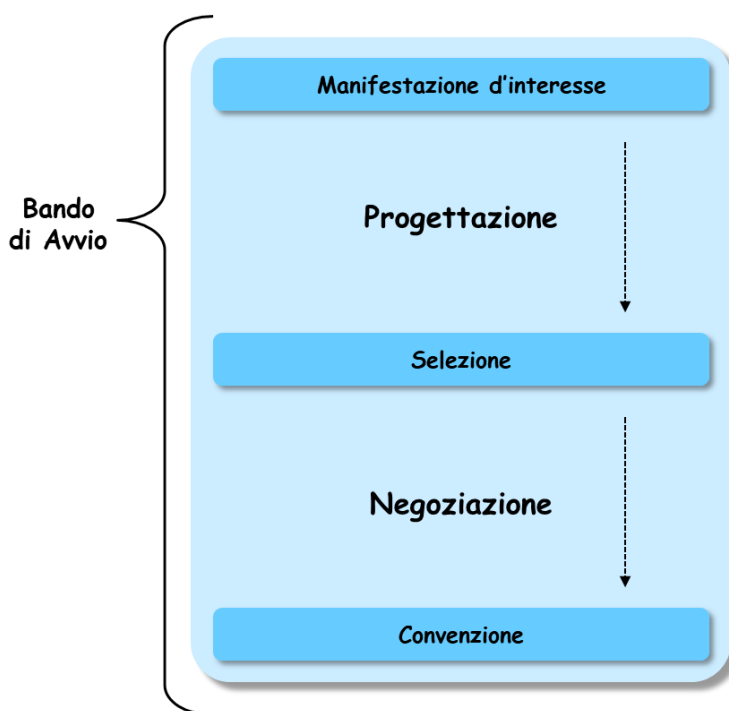 Manifestazione d'interesse
Progettazione
Bando
di Avvio
Selezione
Negoziazione
Convenzione